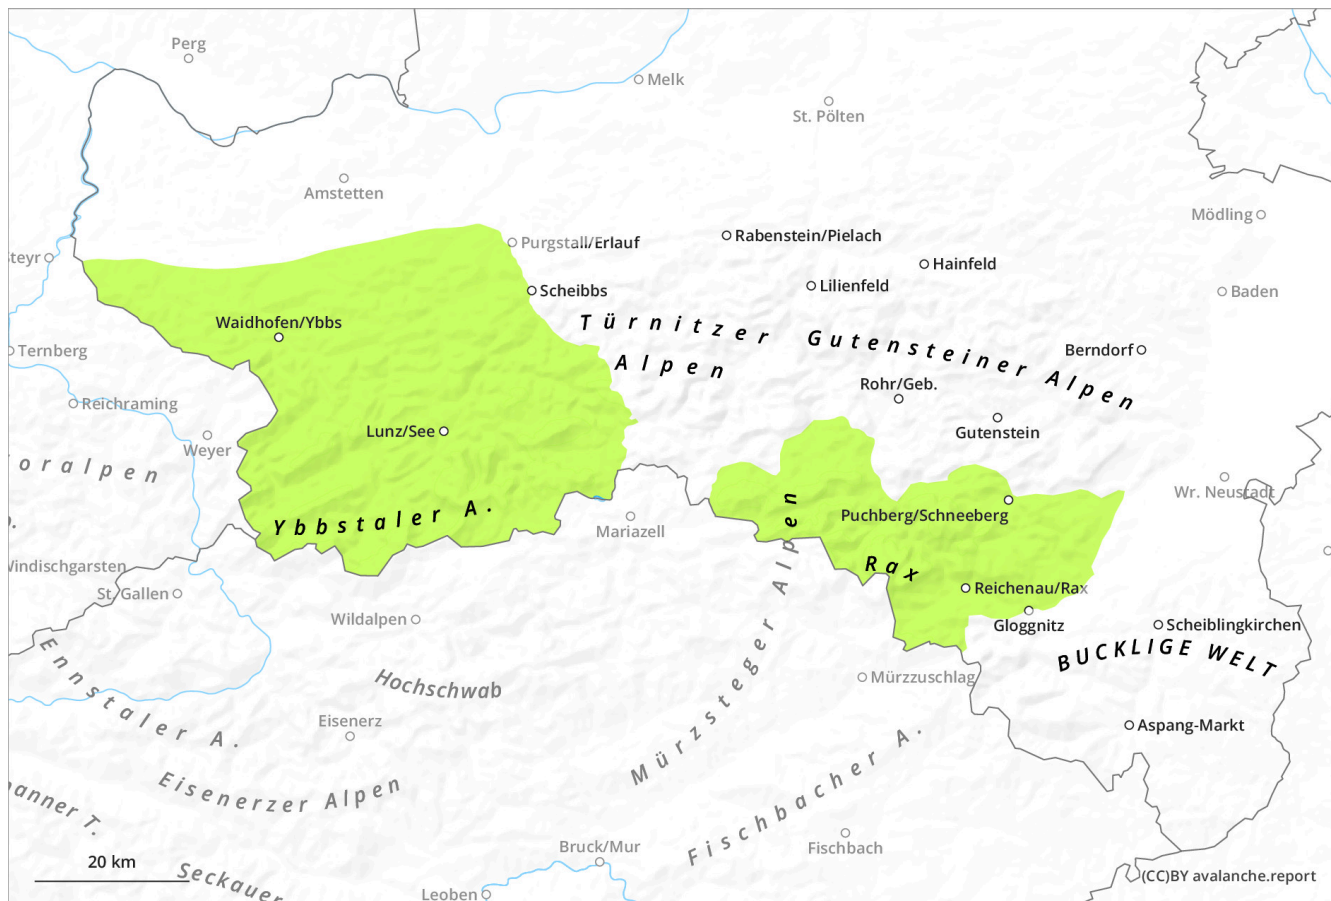 Perg
Melk
St. Pölten
Amstetten
Mödling
Rabenstein/Pielach
Purgstall/Erlauf
Steyr
Hainfeld
Lilienfeld
Scheibbs
Baden
Waidhofen/Ybbs
Türnitzer Alpen
Gutensteiner Alpen
Ternberg
Berndorf
Rohr/Geb.
Reichraming
Lunz/See
Gutenstein
Weyer
oralpen
Wr. Neustadt
Ybbstaler A.
Puchberg/Schneeberg
Mariazell
Windischgarsten
Rax
St. Gallen
Reichenau/Rax
Wildalpen
Gloggnitz
Scheiblingkirchen
BUCKLIGE WELT
Ennstaler A.
Hochschwab
Mürzsteger Alpen
Mürzzuschlag
Eisenerz
Aspang-Markt
Eisenerzer Alpen
Fischbacher A.
anner T.
Bruck/Mur
Fischbach
20 km
Seckauer
Leoben
(CC)BY avalanche.report